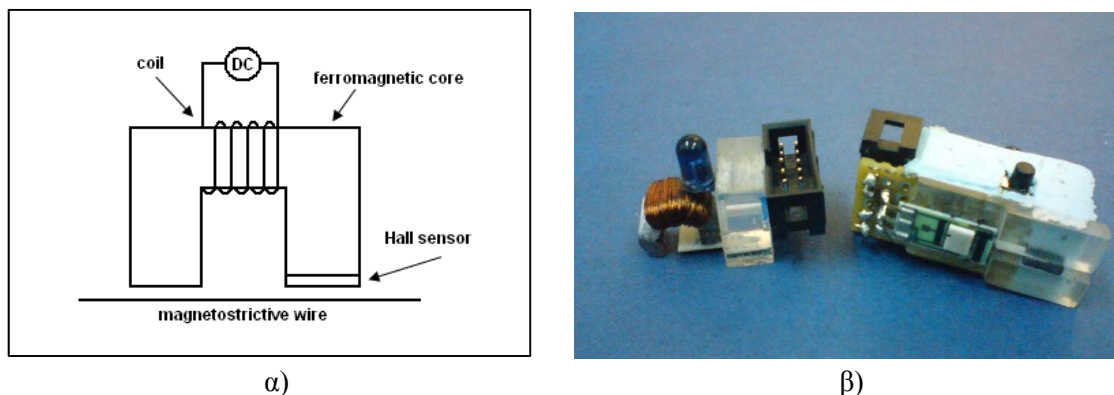 DC
coil
ferromagnetic core
Hall sensor
magnetostrictive wire
α)
β)